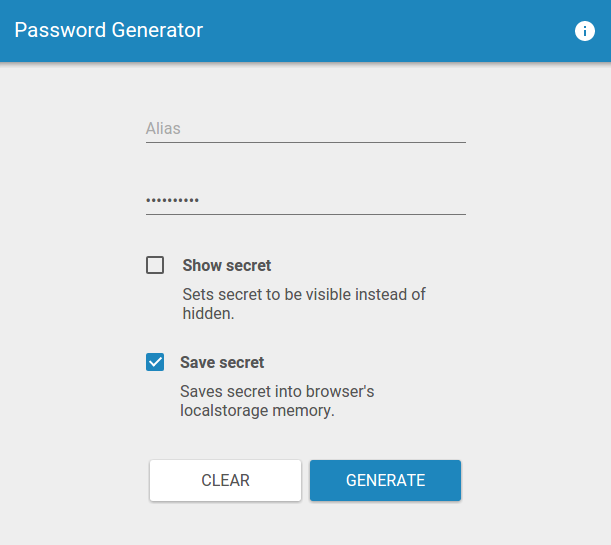 Password Generator
Alias
••••••••••
Show secret
Sets secret to be visible instead of
hidden.
Save secret
Saves secret into browser's
localstorage memory.
CLEAR GENERATE